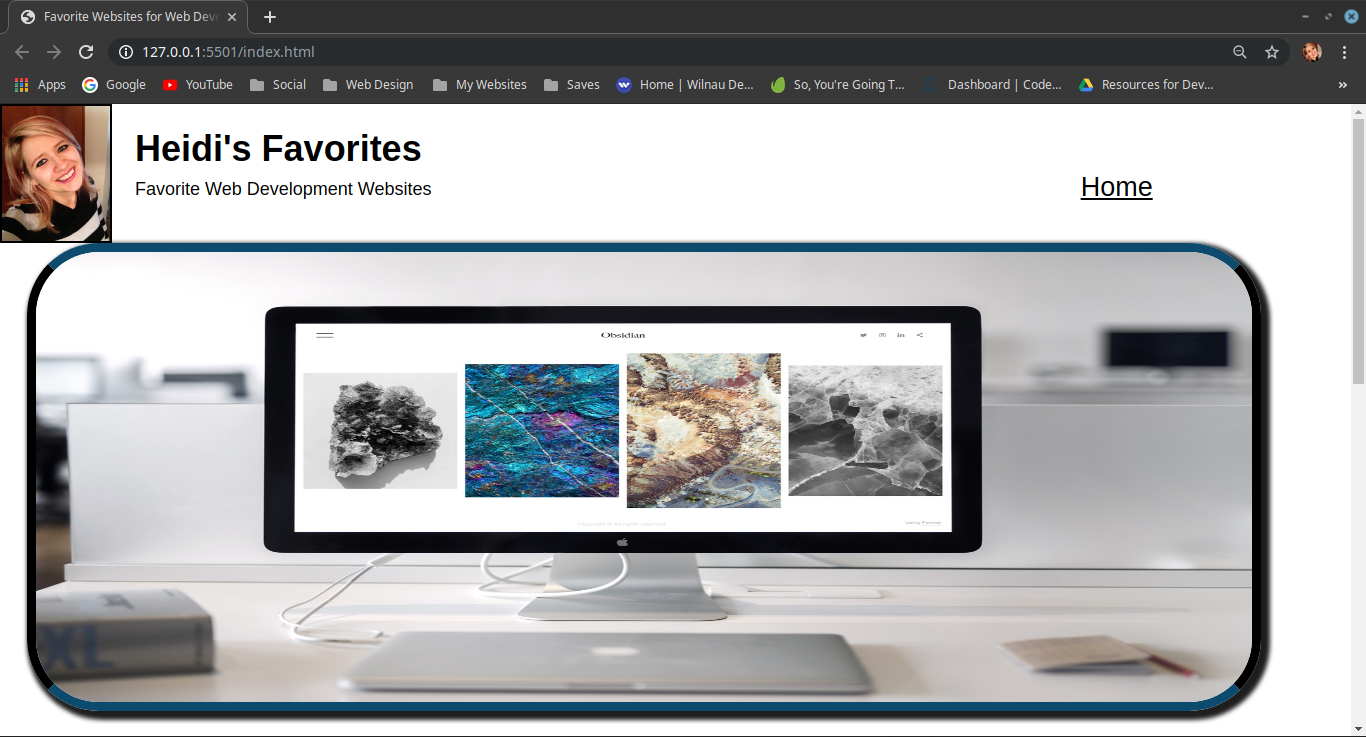 Favorite Websites for Web Dev
127.0.0.1:5501/index.html
Apps Google YouTube Social Web Design My Websites Saves Home | Wilnau De... So, You're Going T... Dashboard | Code... Resources for Dev... »
Heidi's Favorites
Favorite Web Development Websites
Home
Obsidian
in
XL